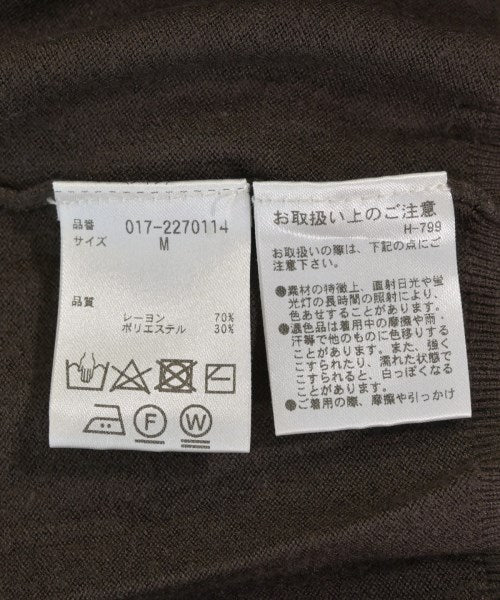 品番 017-2270114
サイズ M
品質
レーヨン 70%
ポリエステル 30%
F W
お取扱い上のご注意
H-799
お取扱いの際は、下記の点にご
注意下さい。
●素材の特徴上、直射日光や蛍
光灯の長時間の照射により、
色あせすることがあります。
●濃色品は着用中の摩擦や雨・
汗等で他のものに色移りする
ことがあります。また、強く
こすられたり、濡れた状態で
こすられると、白っぽくなる
ことがあります。
●ご着用の際、摩擦や引っかけ